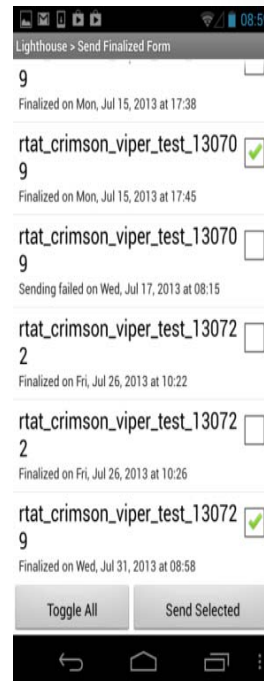 08:59
Lighthouse > Send Finalized Form
9
Finalized on Mon, Jul 15, 2013 at 17:38
rtat_crimson_viper_test_13070
9
Finalized on Mon, Jul 15, 2013 at 17:45
rtat_crimson_viper_test_13070
9
Sending failed on Wed, Jul 17, 2013 at 08:15
rtat_crimson_viper_test_13072
2
Finalized on Fri, Jul 26, 2013 at 10:22
rtat_crimson_viper_test_13072
2
Finalized on Fri, Jul 26, 2013 at 10:26
rtat_crimson_viper_test_13072
9
Finalized on Wed, Jul 31, 2013 at 08:58
Toggle All Send Selected